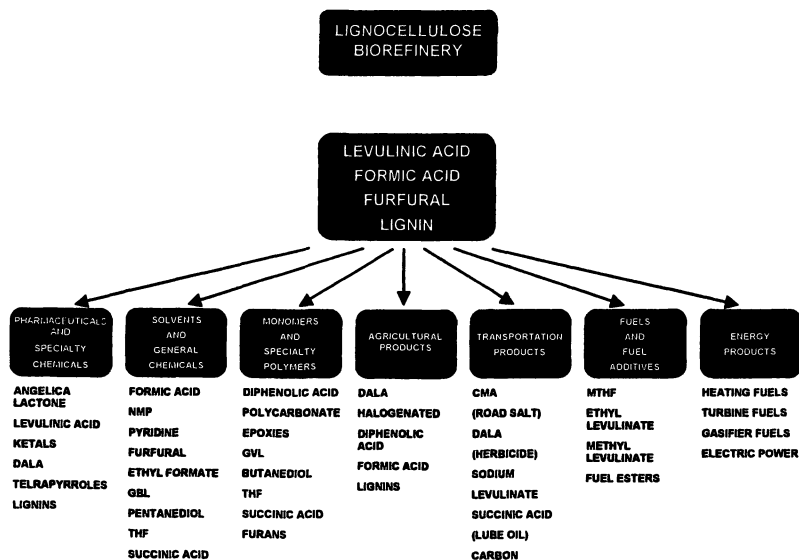 LIGNOCELLULOSE
BIOREFINERY
LEVULINIC ACID
FORMIC ACID
FURFURAL
LIGNIN
PHARMACEUTICALS
AND
SPECIALTY
CHEMICALS
ANGELICA
LACTONE
LEVULINIC ACID
KETALS
DALA
TELRAPYRROLES
LIGNINS
SOLVENTS
AND
GENERAL
CHEMICALS
FORMIC ACID
NMP
PYRIDINE
FURFURAL
ETHYL FORMATE
GBL
PENTANEDIOL
THF
SUCCINIC ACID
MONOMERS
AND
SPECIALTY
POLYMERS
DIPHENOLIC ACID
POLYCARBONATE
EPOXIES
GVL
BUTANEDIOL
THF
SUCCINIC ACID
FURANS
AGRICULTURAL
PRODUCTS
DALA
HALOGENATED
DIPHENOLIC
ACID
FORMIC ACID
LIGNINS
TRANSPORTATION
PRODUCTS
CMA
(ROAD SALT)
DALA
(HERBICIDE)
SODIUM
LEVULINATE
SUCCINIC ACID
(LUBE OIL)
CARBON
FUELS
AND
FUEL
ADDITIVES
MTHF
ETHYL
LEVULINATE
METHYL
LEVULINATE
FUEL ESTERS
ENERGY
PRODUCTS
HEATING FUELS
TURBINE FUELS
GASIFIER FUELS
ELECTRIC POWER